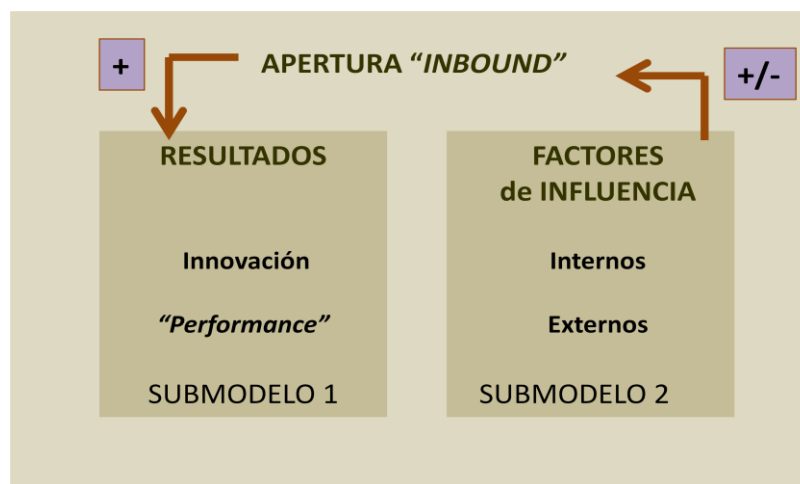 +
APERTURA “INBOUND”
+/-
RESULTADOS
Innovación
“Performance”
SUBMODELO 1
FACTORES
de INFLUENCIA
Internos
Externos
SUBMODELO 2